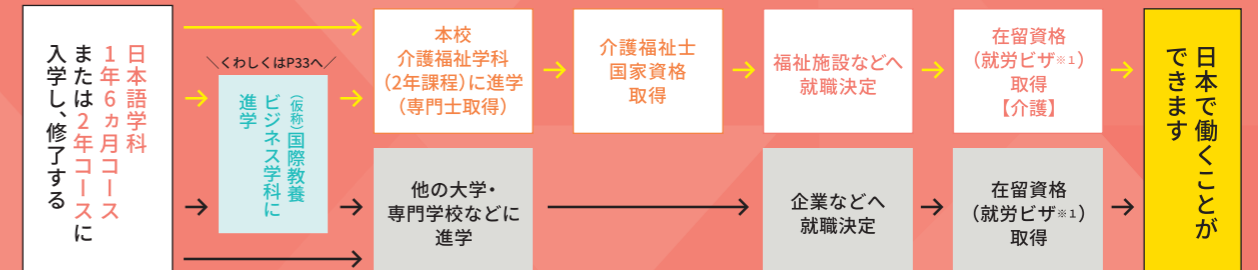 日本語学科
1年6ヵ月コース
または2年コースに
入学し、修了する
＼くわしくはP33へ／
（仮称）国際教養
ビジネス学科に
進学
本校
介護福祉学科
（2年課程）に進学
（専門士取得）
介護福祉士
国家資格
取得
福祉施設などへ
就職決定
在留資格
（就労ビザ※1）
取得
【介護】
他の大学・
専門学校などに
進学
企業などへ
就職決定
在留資格
（就労ビザ※1）
取得
日本で働くことが
できます